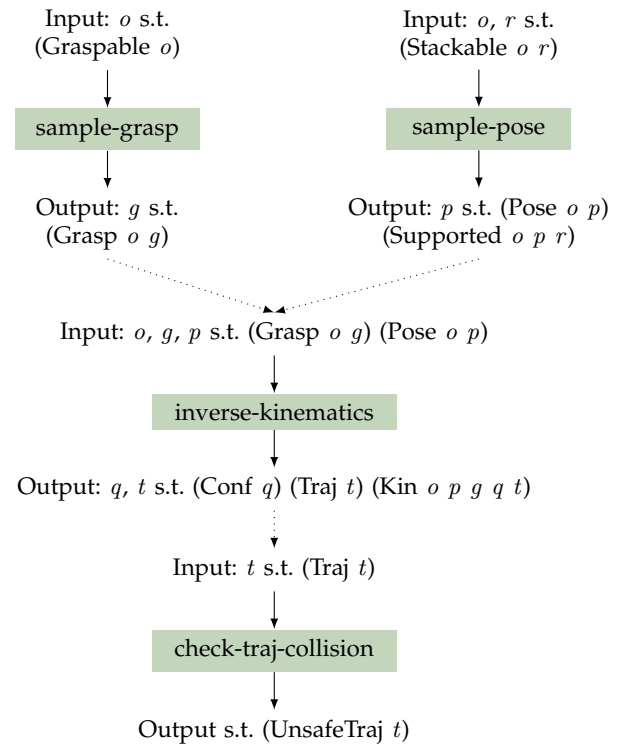 Input: o s.t.
(Graspable o)
sample-grasp
Output: g s.t.
(Grasp o g)
Input: o, r s.t.
(Stackable o r)
sample-pose
Output: p s.t. (Pose o p)
(Supported o p r)
Input: o, g, p s.t. (Grasp o g) (Pose o p)
inverse-kinematics
Output: q, t s.t. (Conf q) (Traj t) (Kin o p g q t)
Input: t s.t. (Traj t)
check-traj-collision
Output s.t. (UnsafeTraj t)